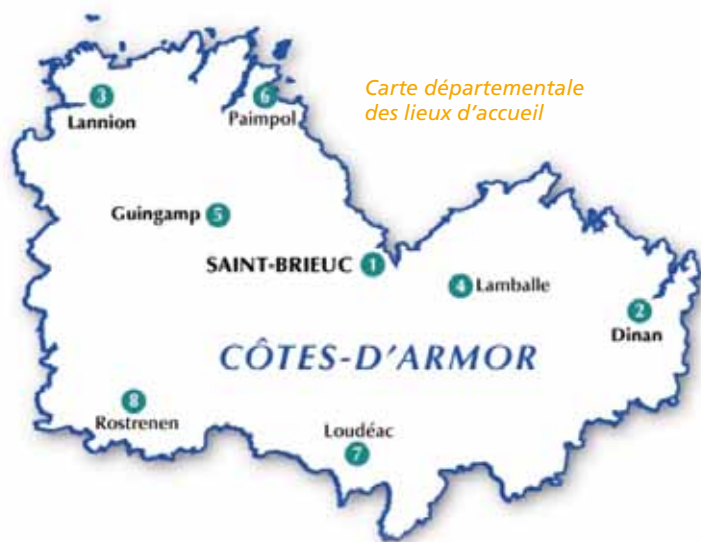 Carte départementale
des lieux d'accueil
3
Lannion
6
Paimpol
Guingamp 5
SAINT-BRIEUC 1
4 Lamballe
2
Dinan
CÔTES-D'ARMOR
8
Rostrenen
Loudéac
7